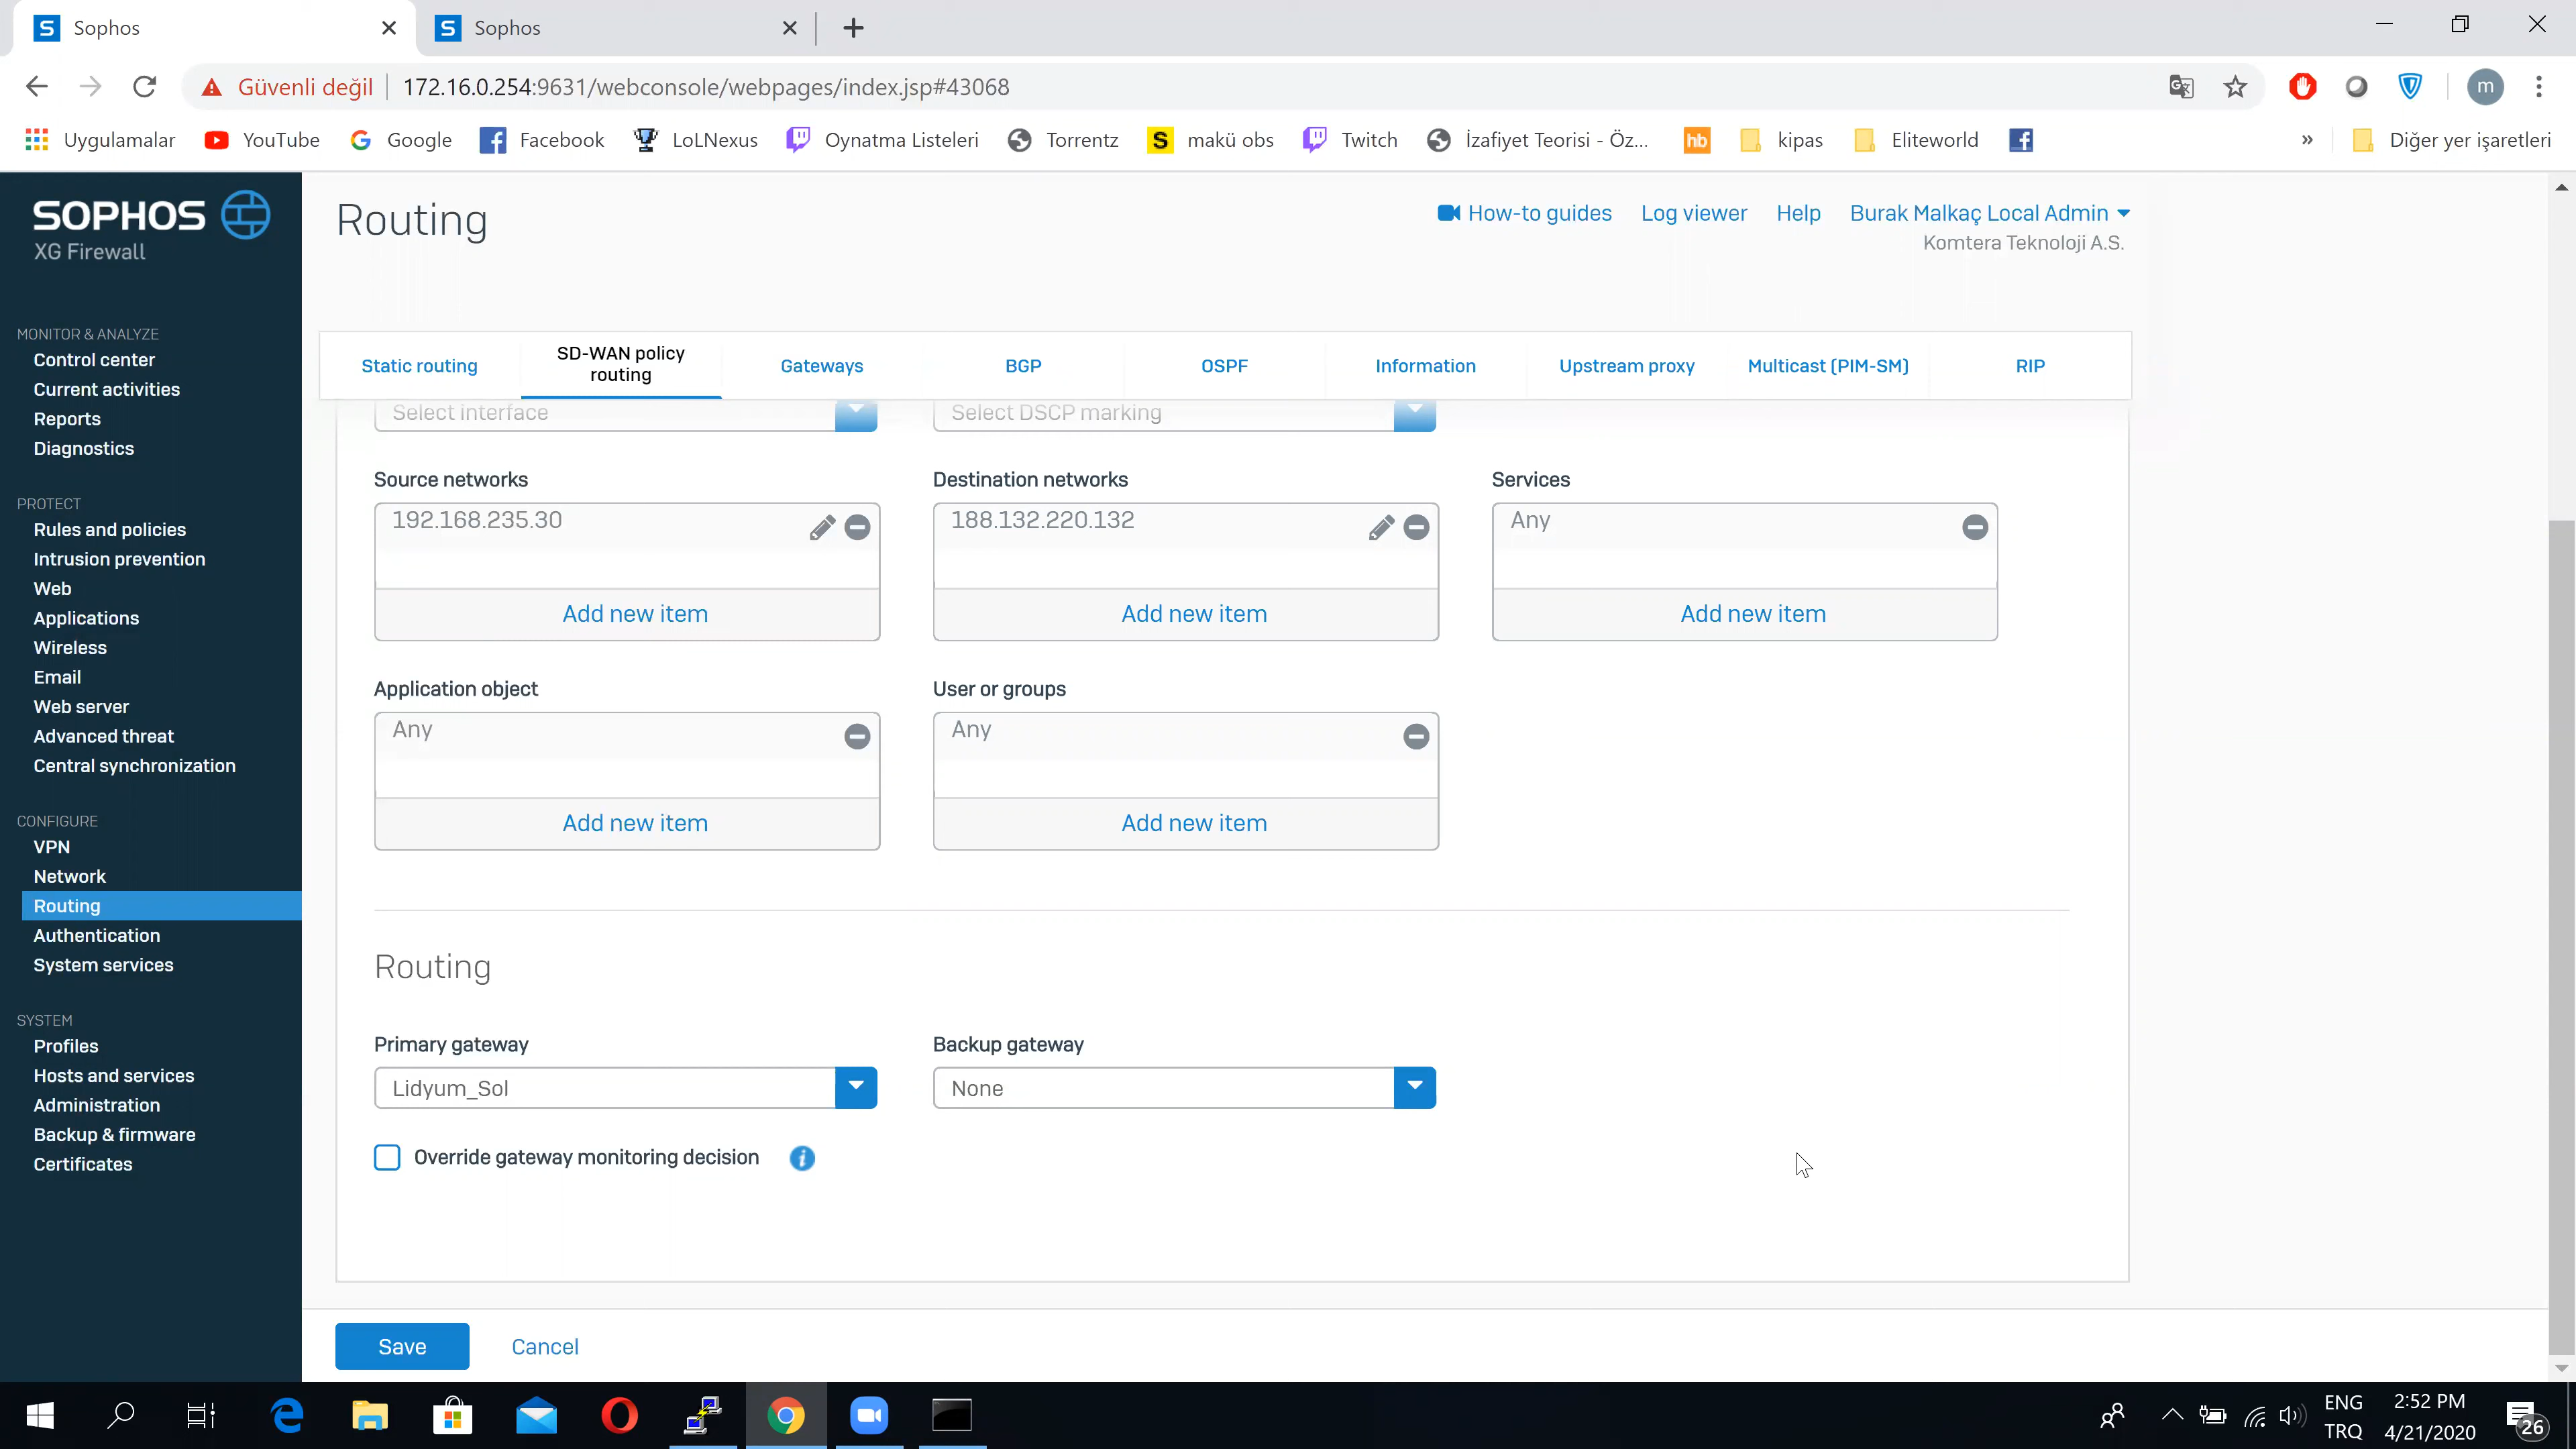 Sophos
Sophos
Güvenli değil
172.16.0.254:9631/webconsole/webpages/index.jsp#43068
m
Uygulamalar
YouTube
Google
Facebook
LoLNexus
Oynatma Listeleri
Torrentz
S makü obs
Twitch
İzafiyet Teorisi - Öz...
hb
kipas
Eliteworld
»
Diğer yer işaretleri
SOPHOS
XG Firewall
Routing
How-to guides
Log viewer
Help
Burak Malkaç Local Admin
Komtera Teknoloji A.S.
MONITOR & ANALYZE
Control center
Current activities
Reports
Diagnostics
PROTECT
Rules and policies
Intrusion prevention
Web
Applications
Wireless
Email
Web server
Advanced threat
Central synchronization
CONFIGURE
VPN
Network
Routing
Authentication
System services
SYSTEM
Profiles
Hosts and services
Administration
Backup & firmware
Certificates
Static routing
SD-WAN policy
routing
Gateways
BGP
OSPF
Information
Upstream proxy
Multicast (PIM-SM)
RIP
Select interface
Select DSCP marking
Source networks
Destination networks
Services
192.168.235.30
188.132.220.132
Any
Add new item
Add new item
Add new item
Application object
User or groups
Any
Any
Add new item
Add new item
Routing
Primary gateway
Backup gateway
Lidyum_Sol
None
Override gateway monitoring decision
Save
Cancel
ENG
TRQ
2:52 PM
4/21/2020
26